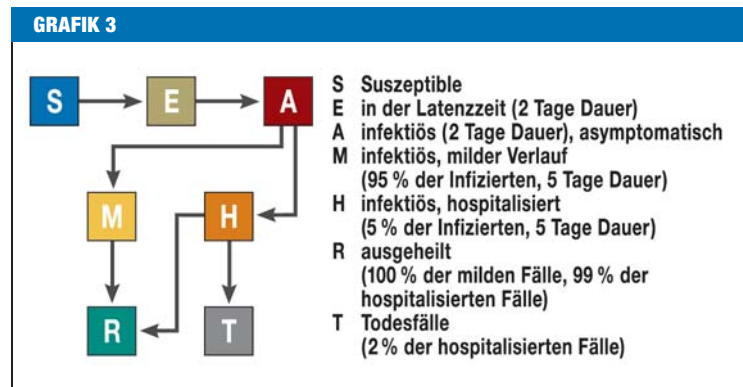 GRAFIK 3
S E A
M H
R T
S Suszeptible
E in der Latenzzeit (2 Tage Dauer)
A infektiös (2 Tage Dauer), asymptomatisch
M infektiös, milder Verlauf
(95 % der Infizierten, 5 Tage Dauer)
H infektiös, hospitalisiert
(5 % der Infizierten, 5 Tage Dauer)
R ausgeheilt
(100 % der milden Fälle, 99 % der
hospitalisierten Fälle)
T Todesfälle
(2 % der hospitalisierten Fälle)